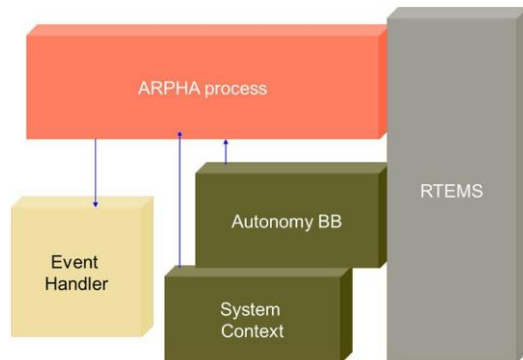 ARPHA process
RTEMS
Autonomy BB
Event
Handler
System
Context